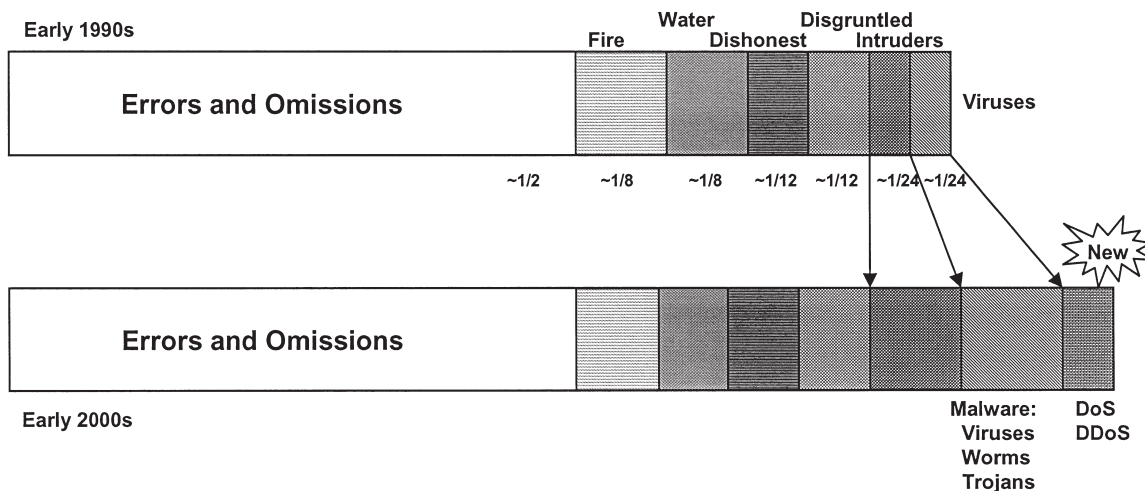 Early 1990s
Water
Disgruntled
Fire
Dishonest
Intruders
Errors and Omissions
Viruses
~1/2
~1/8
~1/8
~1/12
~1/12
~1/24
~1/24
New
Errors and Omissions
Early 2000s
Malware:
Viruses
Worms
Trojans
DoS
DDoS